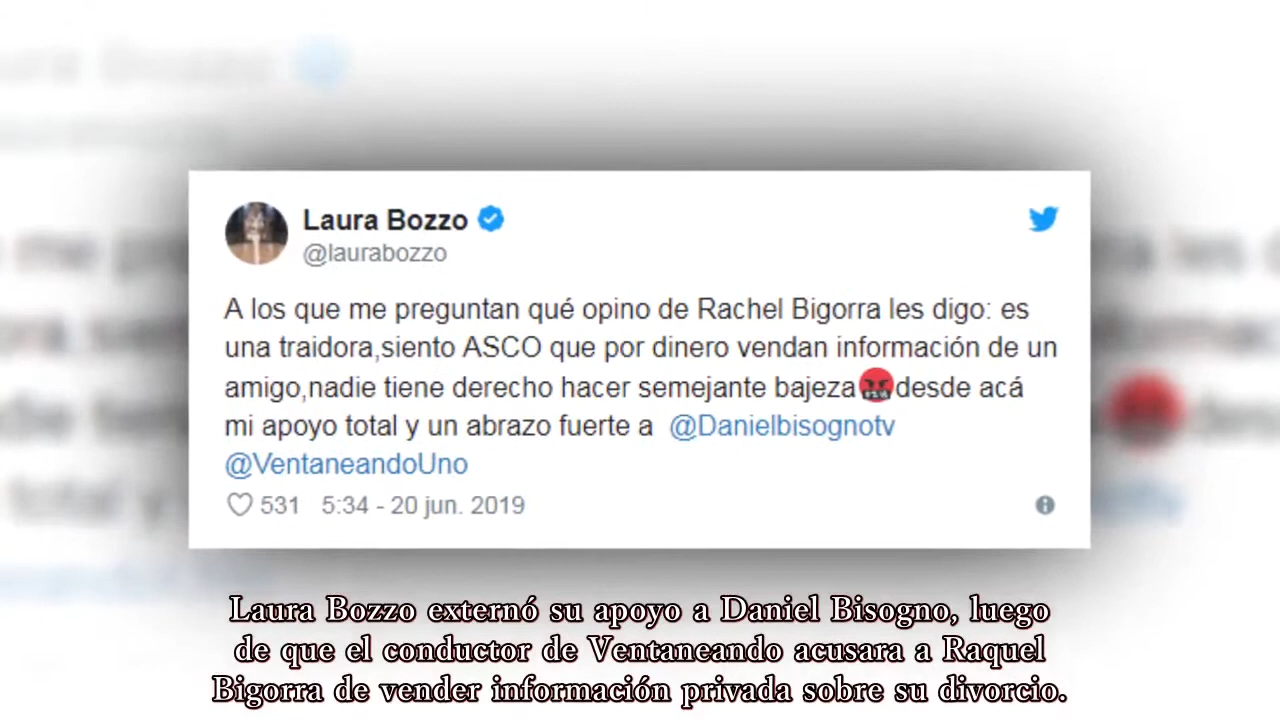 Laura Bozzo
@laurabozzo
A los que me preguntan qué opino de Rachel Bigorra les digo: es
una traidora,siento ASCO que por dinero vendan información de un
amigo,nadie tiene derecho hacer semejante bajeza🤬desde acá
mi apoyo total y un abrazo fuerte a @Danielbisognotv
@VentaneandoUno
531 5:34 - 20 jun. 2019
Laura Bozzo externó su apoyo a Daniel Bisogno, luego
de que el conductor de Ventaneando acusara a Raquel
Bigorra de vender información privada sobre su divorcio.